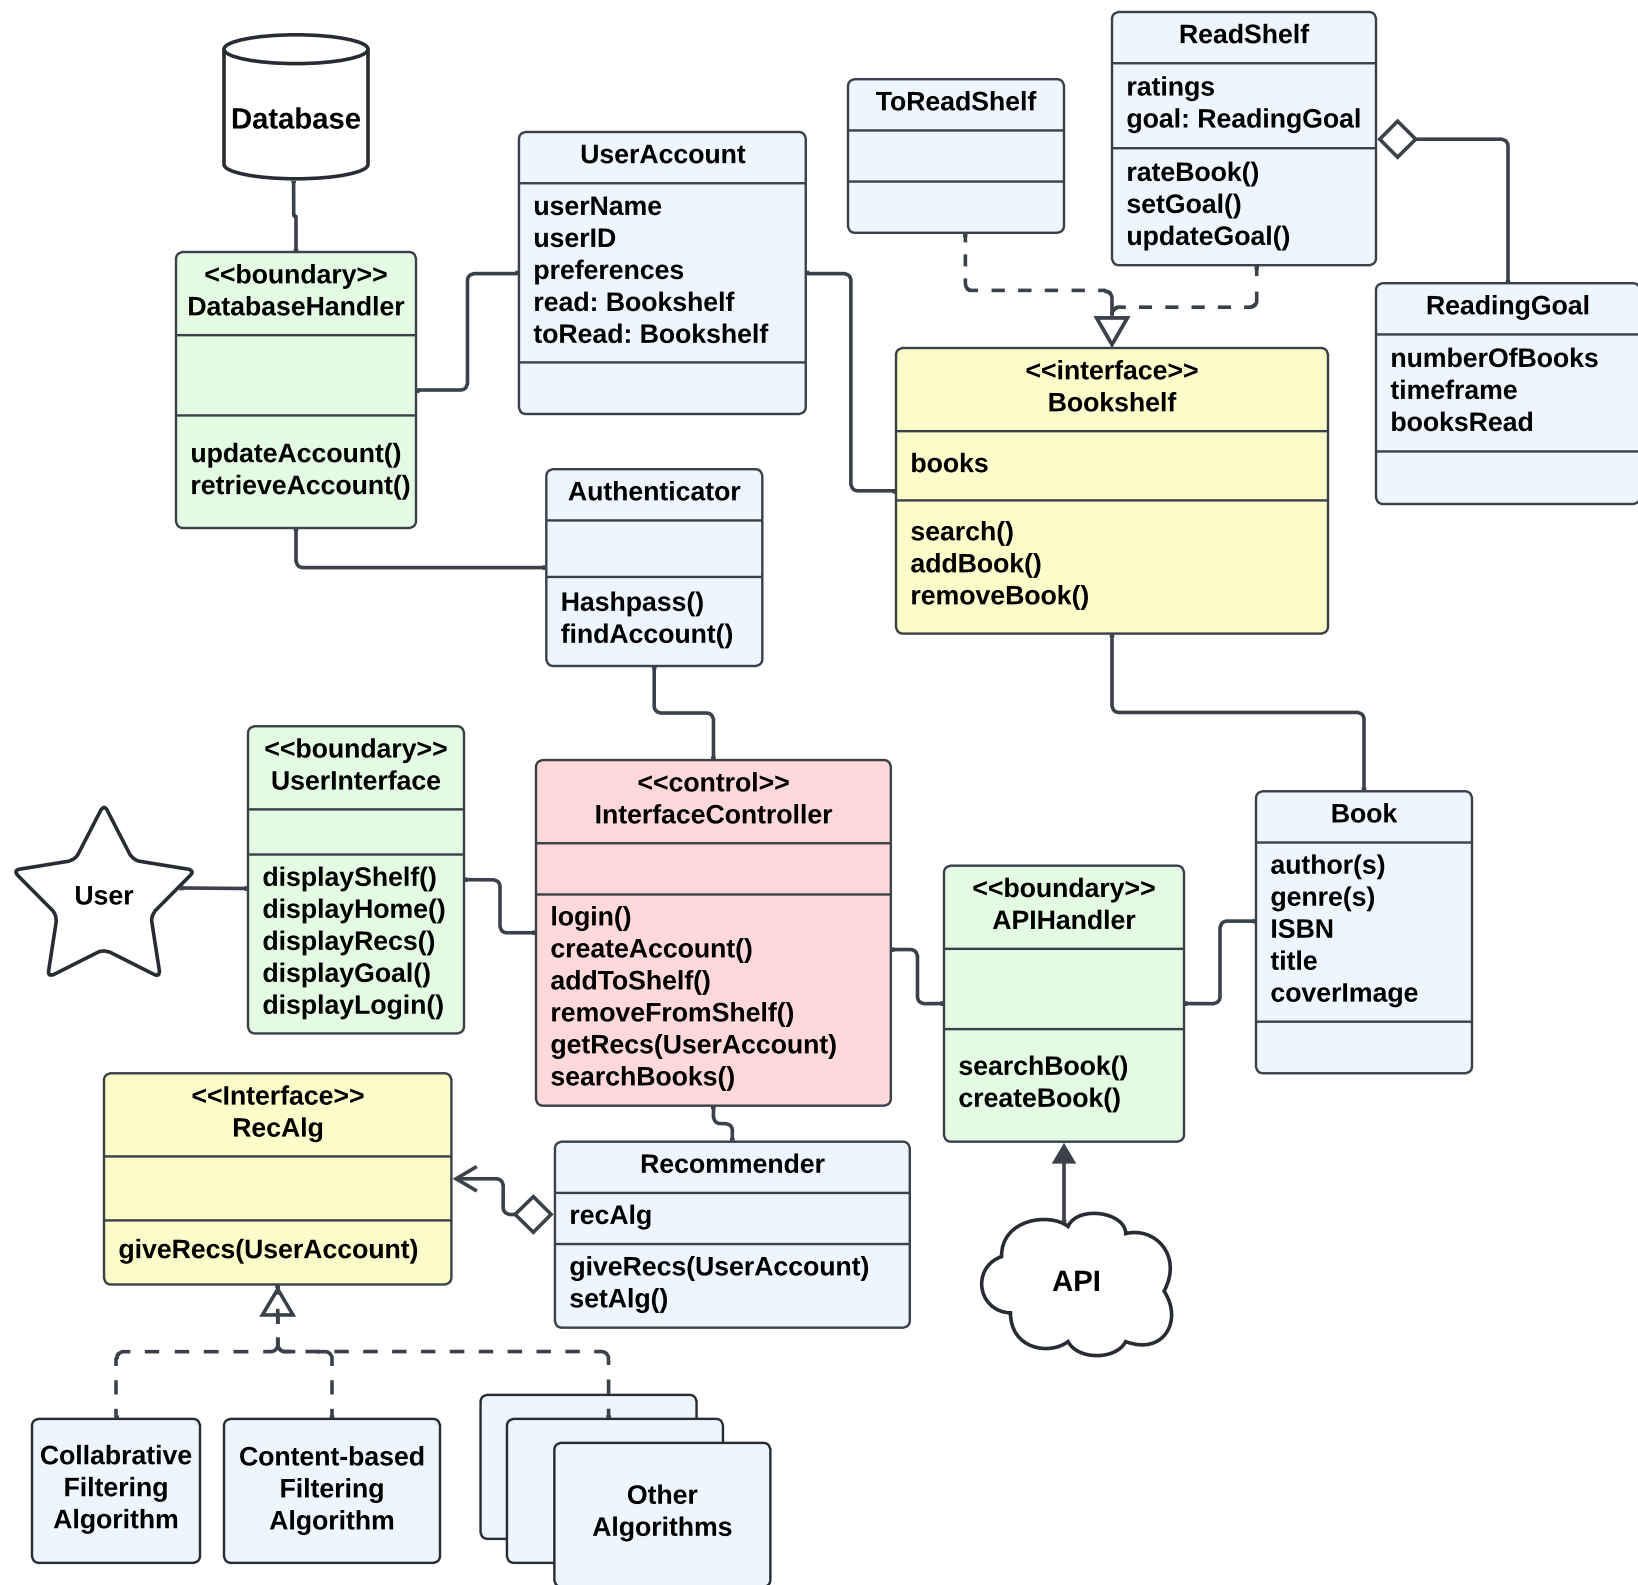 Database
ReadShelf
ratings
goal: ReadingGoal
rateBook()
setGoal()
updateGoal()
ToReadShelf
UserAccount
userName
userID
preferences
read: Bookshelf
toRead: Bookshelf
<<boundary>>
DatabaseHandler
updateAccount()
retrieveAccount()
ReadingGoal
numberOfBooks
timeframe
booksRead
<<interface>>
Bookshelf
books
search()
addBook()
removeBook()
Authenticator
Hashpass()
findAccount()
<<boundary>>
UserInterface
displayShelf()
displayHome()
displayRecs()
displayGoal()
displayLogin()
User
<<control>>
InterfaceController
login()
createAccount()
addToShelf()
removeFromShelf()
getRecs(UserAccount)
searchBooks()
<<boundary>>
APIHandler
searchBook()
createBook()
Book
author(s)
genre(s)
ISBN
title
coverImage
<<Interface>>
RecAlg
giveRecs(UserAccount)
Recommender
recAlg
giveRecs(UserAccount)
setAlg()
API
Collabrative
Filtering
Algorithm
Content-based
Filtering
Algorithm
Other
Algorithms